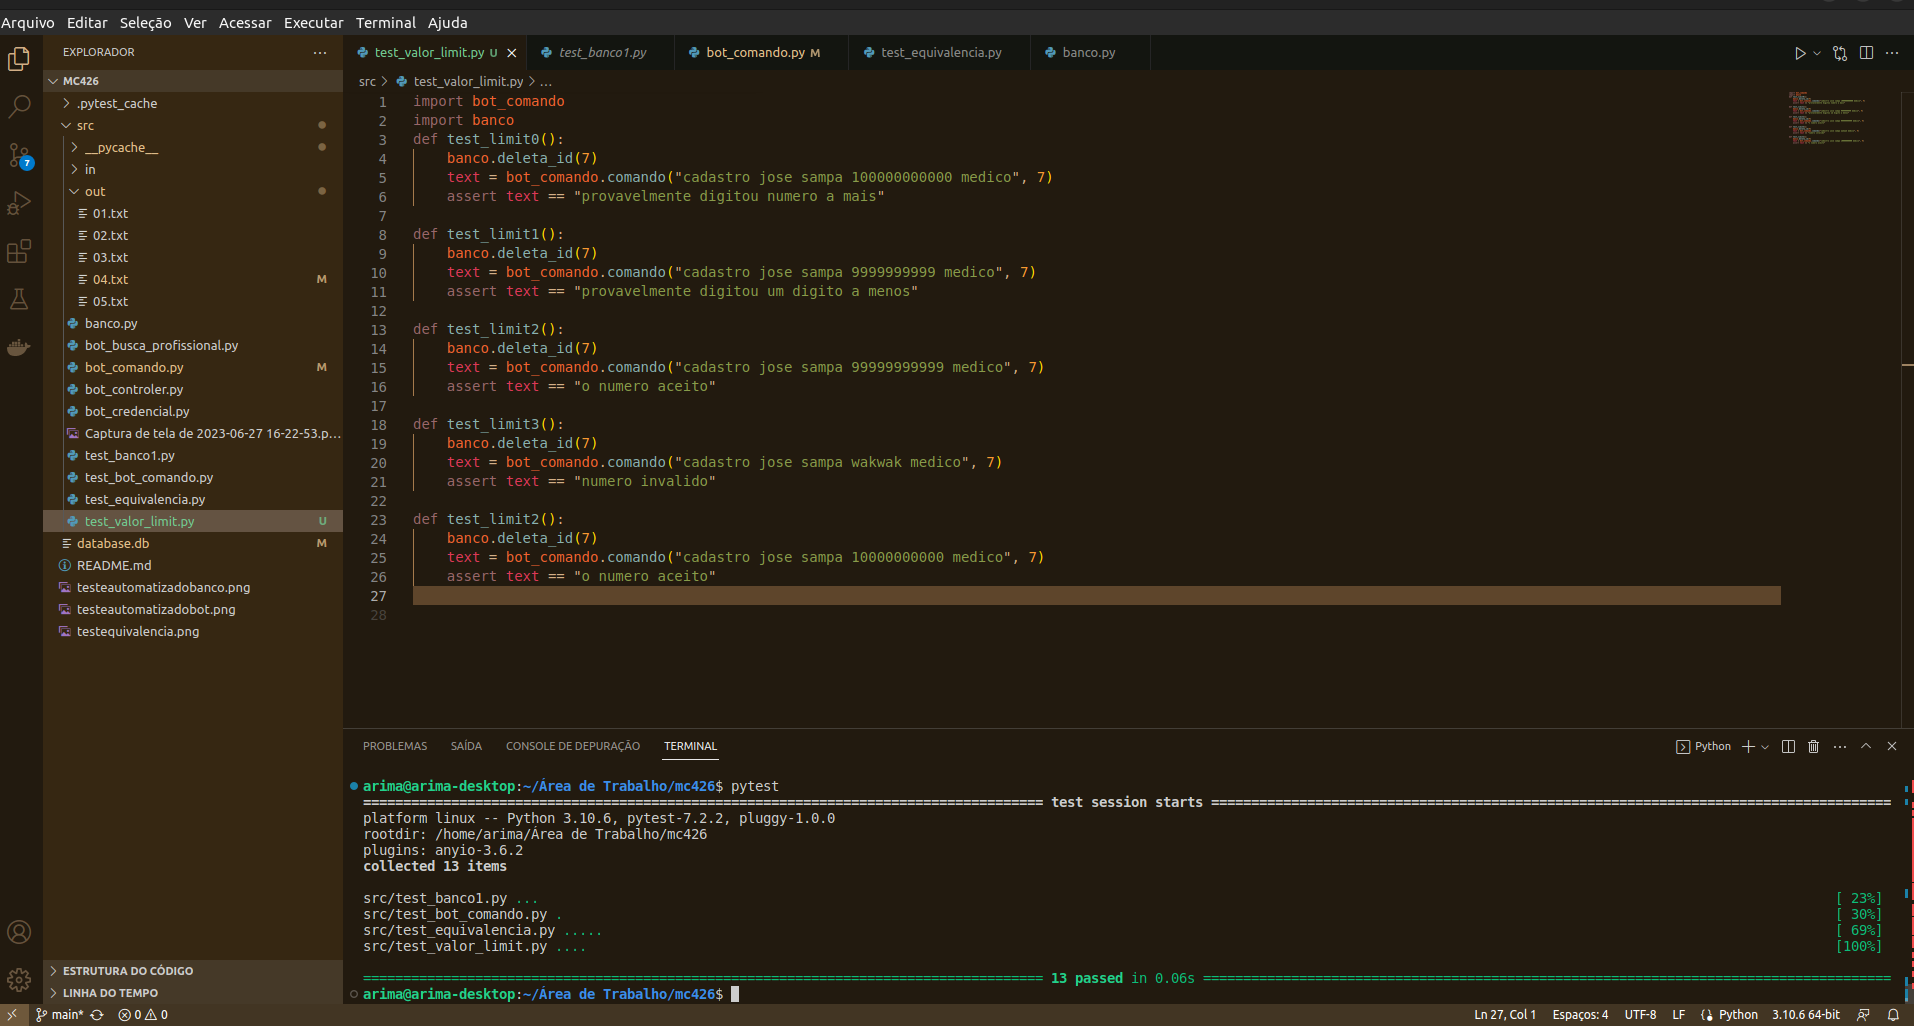 Arquivo Editar Seleção Ver Acessar Executar Terminal Ajuda
EXPLORADOR ...
test_valor_limit.py U
test_banco1.py
bot_comando.py M
test_equivalencia.py
banco.py
MC426
.pytest_cache
src
__pycache__
in
out
01.txt
02.txt
03.txt
04.txt M
05.txt
banco.py
bot_busca_profissional.py
bot_comando.py M
bot_controler.py
bot_credencial.py
Captura de tela de 2023-06-27 16-22-53.p...
test_banco1.py
test_bot_comando.py
test_equivalencia.py
test_valor_limit.py U
database.db M
README.md
testeautomatizadobanco.png
testeautomatizadobot.png
testequivalencia.png
ESTRUTURA DO CÓDIGO
LINHA DO TEMPO
7
src > test_valor_limit.py > ...
1 import bot_comando
2 import banco
3 def test_limit0():
4 banco.deleta_id(7)
5 text = bot_comando.comando("cadastro jose sampa 100000000000 medico", 7)
6 assert text == "provavelmente digitou numero a mais"
7
8 def test_limit1():
9 banco.deleta_id(7)
10 text = bot_comando.comando("cadastro jose sampa 9999999999 medico", 7)
11 assert text == "provavelmente digitou um digito a menos"
12
13 def test_limit2():
14 banco.deleta_id(7)
15 text = bot_comando.comando("cadastro jose sampa 99999999999 medico", 7)
16 assert text == "o numero aceito"
17
18 def test_limit3():
19 banco.deleta_id(7)
20 text = bot_comando.comando("cadastro jose sampa wakwak medico", 7)
21 assert text == "numero invalido"
22
23 def test_limit2():
24 banco.deleta_id(7)
25 text = bot_comando.comando("cadastro jose sampa 10000000000 medico", 7)
26 assert text == "o numero aceito"
27
28
PROBLEMAS SAÍDA CONSOLE DE DEPURAÇÃO TERMINAL
Python
arima@arima-desktop:~/Área de Trabalho/mc426$ pytest
test session starts
platform linux -- Python 3.10.6, pytest-7.2.2, pluggy-1.0.0
rootdir: /home/arima/Área de Trabalho/mc426
plugins: anyio-3.6.2
collected 13 items
src/test_banco1.py ... [ 23%]
src/test_bot_comando.py . [ 30%]
src/test_equivalencia.py ..... [ 69%]
src/test_valor_limit.py .... [100%]
13 passed in 0.06s
arima@arima-desktop:~/Área de Trabalho/mc426$
main* 0 0 Ln 27, Col 1 Espaços: 4 UTF-8 LF Python 3.10.6 64-bit